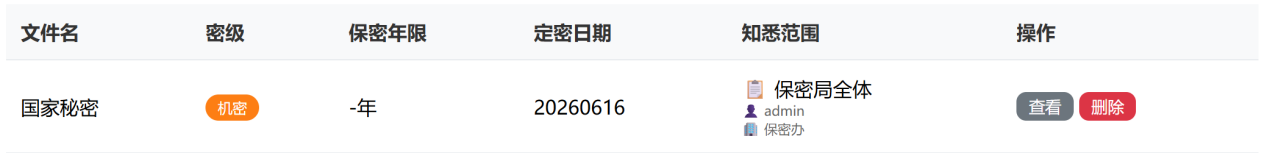 文件名 密级 保密年限 定密日期 知悉范围 操作
国家秘密 机密 -年 20260616 保密局全体 查看 删除
admin
保密办